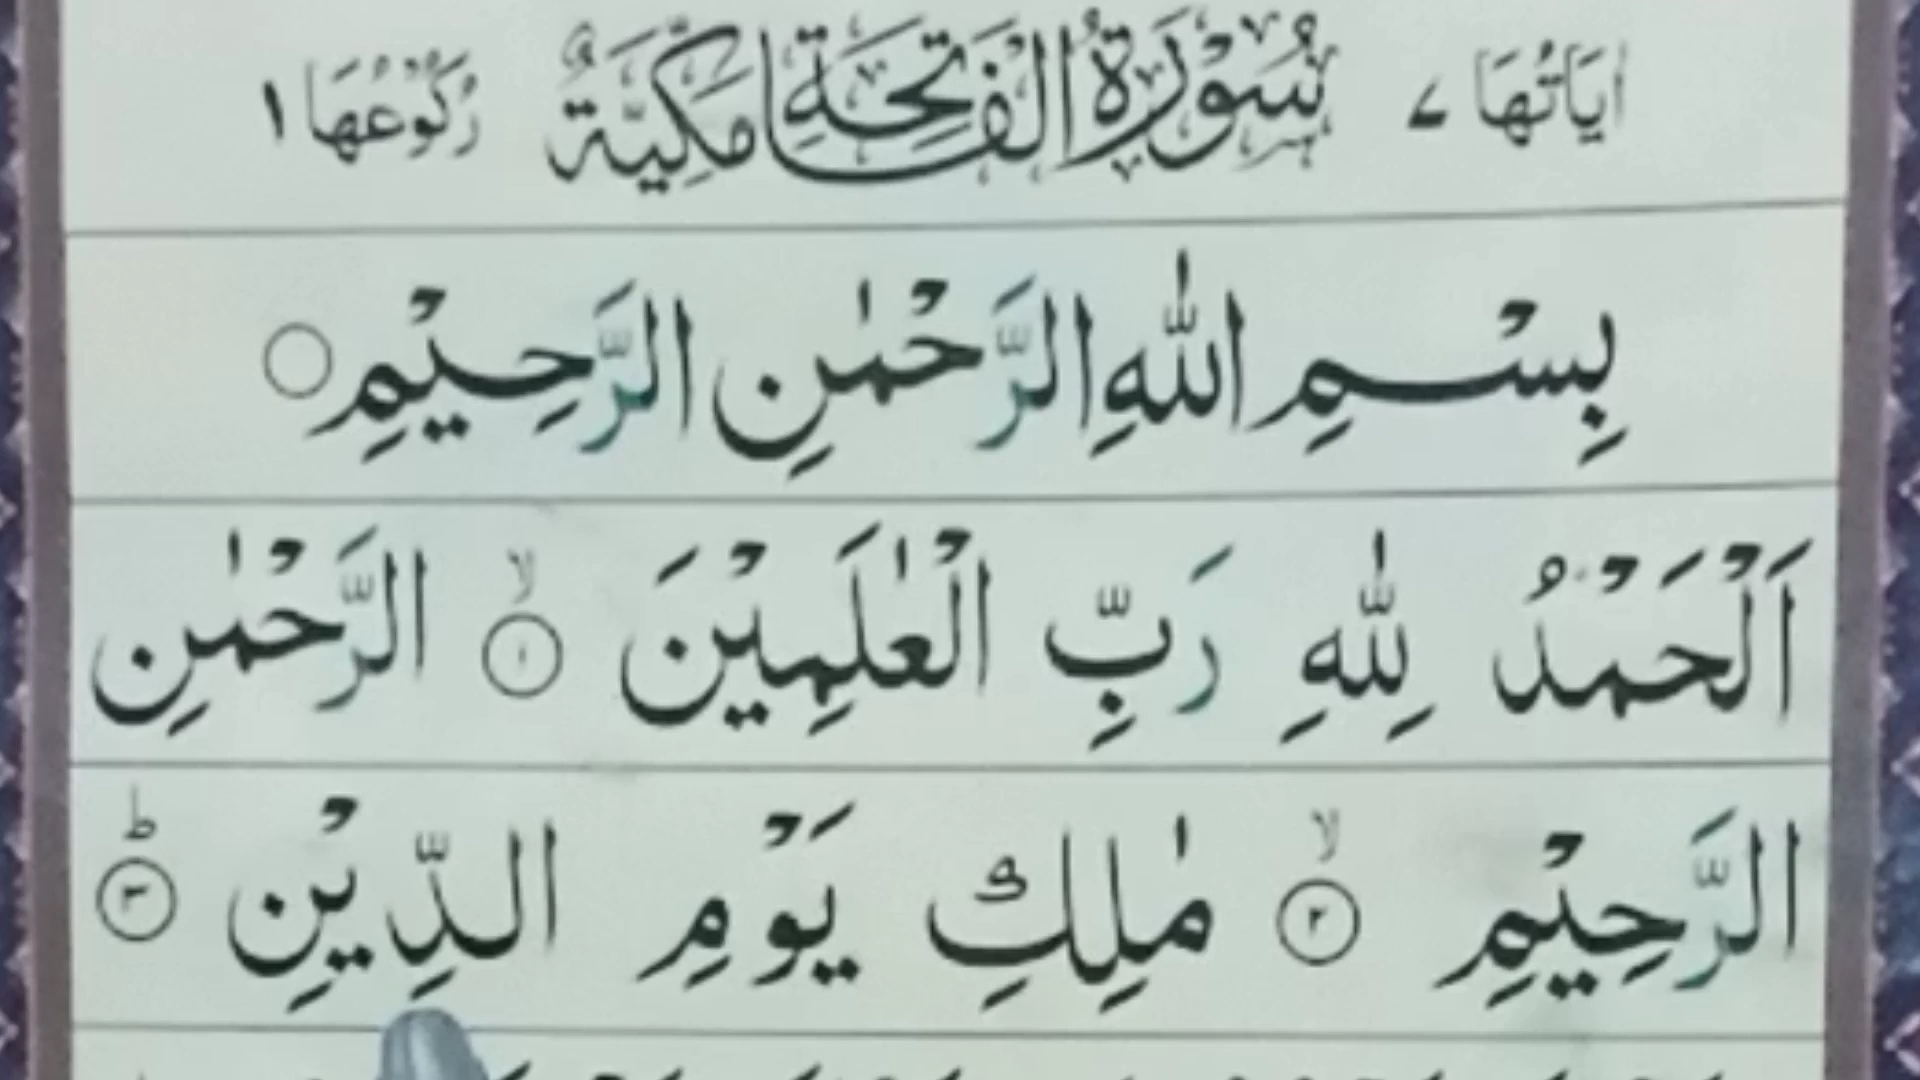 اٰیَاتُهَا ٧ سُوْرَةُ الْفَاتِحَةِ مَكِّیَّةٌ رُكُوْعُهَا ١
بِسْمِ اللّٰهِ الرَّحْمٰنِ الرَّحِیْمِ ○
اَلْحَمْدُ لِلّٰهِ رَبِّ الْعٰلَمِیْنَ ۙ ١ الرَّحْمٰنِ
الرَّحِیْمِ ۙ ٢ مٰلِكِ یَوْمِ الدِّیْنِ ؕ ٣